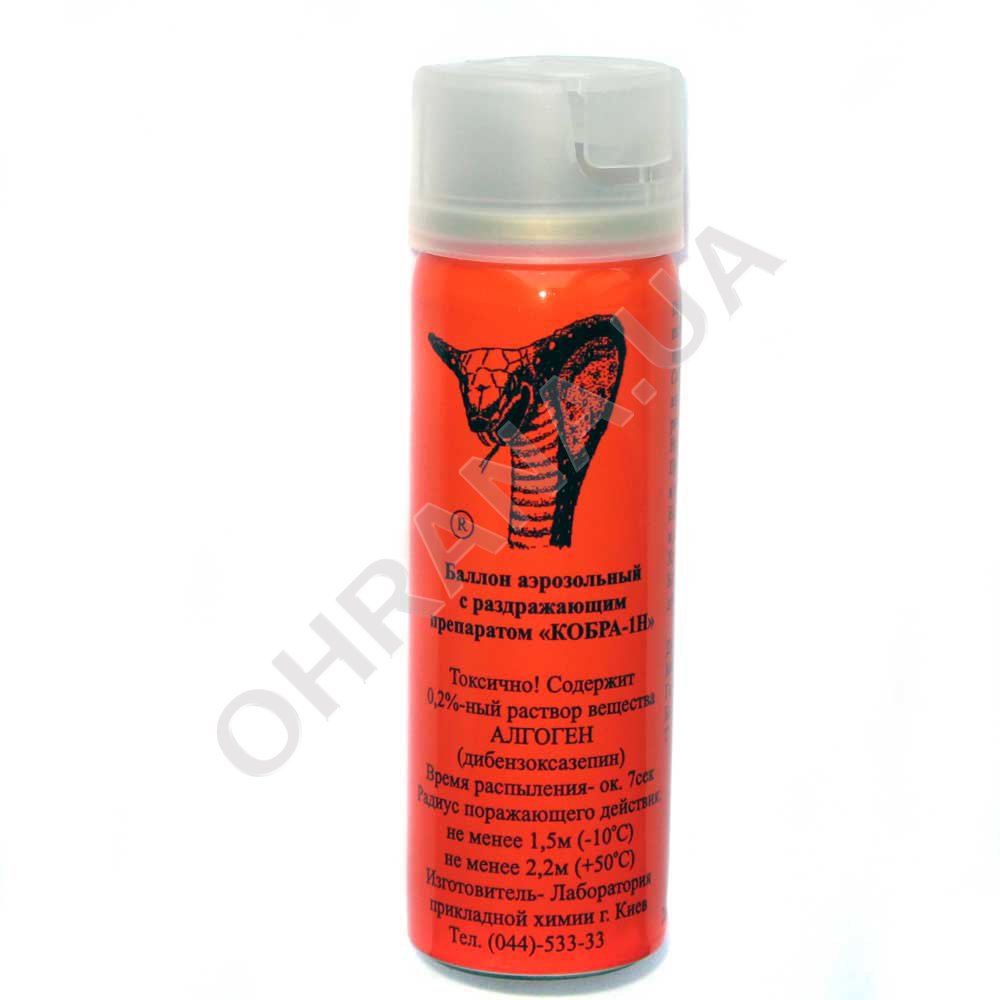 ®
Баллон аэрозольный
с раздражающим
препаратом «КОБРА-1Н»
Токсично! Содержит
0,2%-ный раствор вещества
АЛГОГЕН
(дибензоксазепин)
Время распыления- ок. 7сек
Радиус поражающего действия:
не менее 1,5м (-10°С)
не менее 2,2м (+50°С)
Изготовитель- Лаборатория
прикладной химии г. Киев
Тел. (044)-533-33
OHRANA.UA